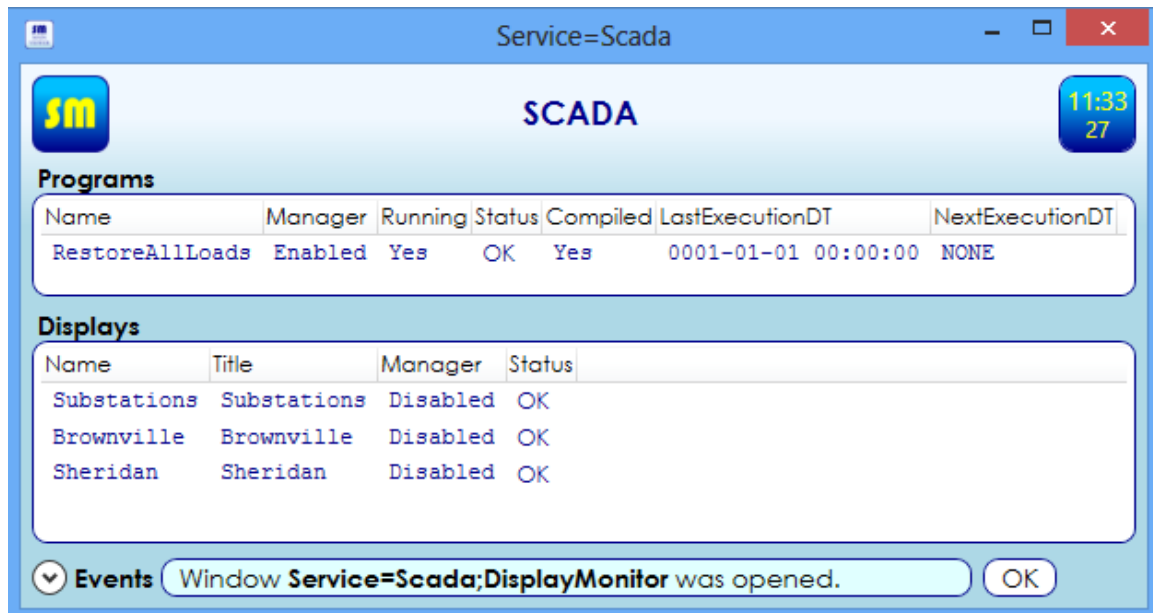 Service=Scada
sm
SCADA
11:33
27
Programs
Name Manager Running Status Compiled LastExecutionDT NextExecutionDT
RestoreAllLoads Enabled Yes OK Yes 0001-01-01 00:00:00 NONE
Displays
Name Title Manager Status
Substations Substations Disabled OK
Brownville Brownville Disabled OK
Sheridan Sheridan Disabled OK
Events Window Service=Scada;DisplayMonitor was opened. OK